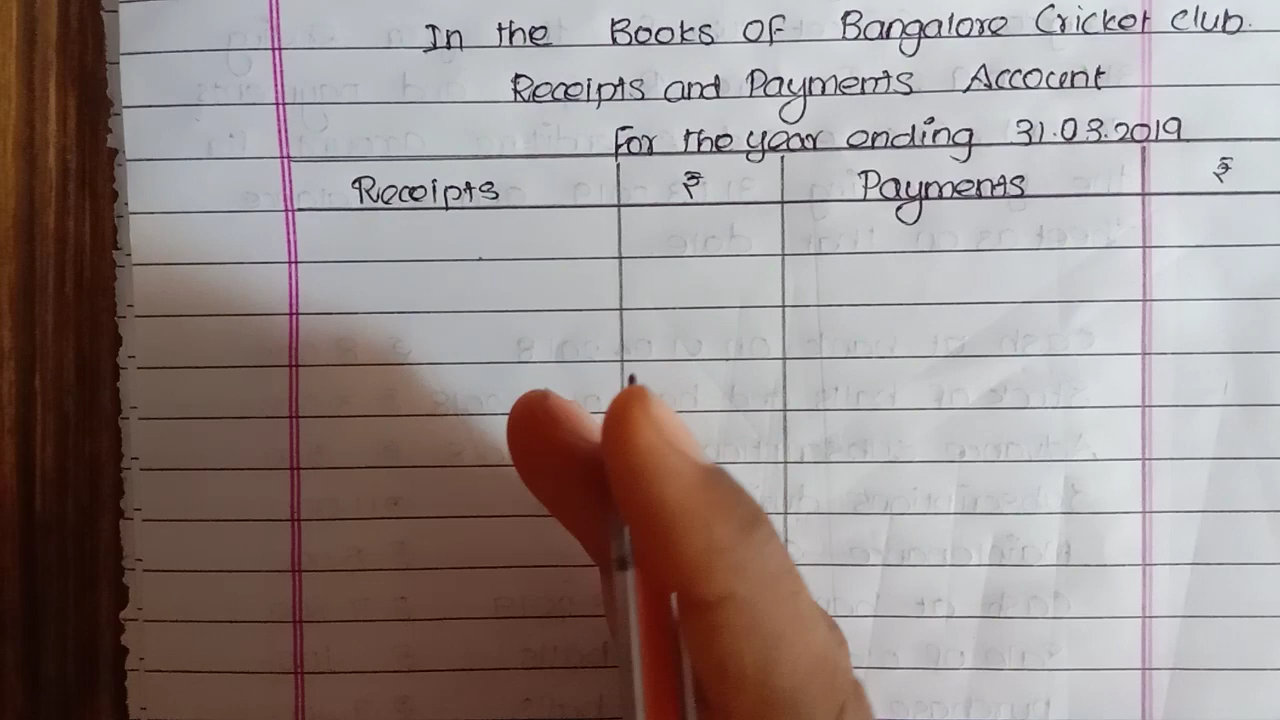 In the Books of Bangalore Cricket club.
Receipts and Payments Account
For the year ending 31.03.2019
Receipts ₹ Payments ₹